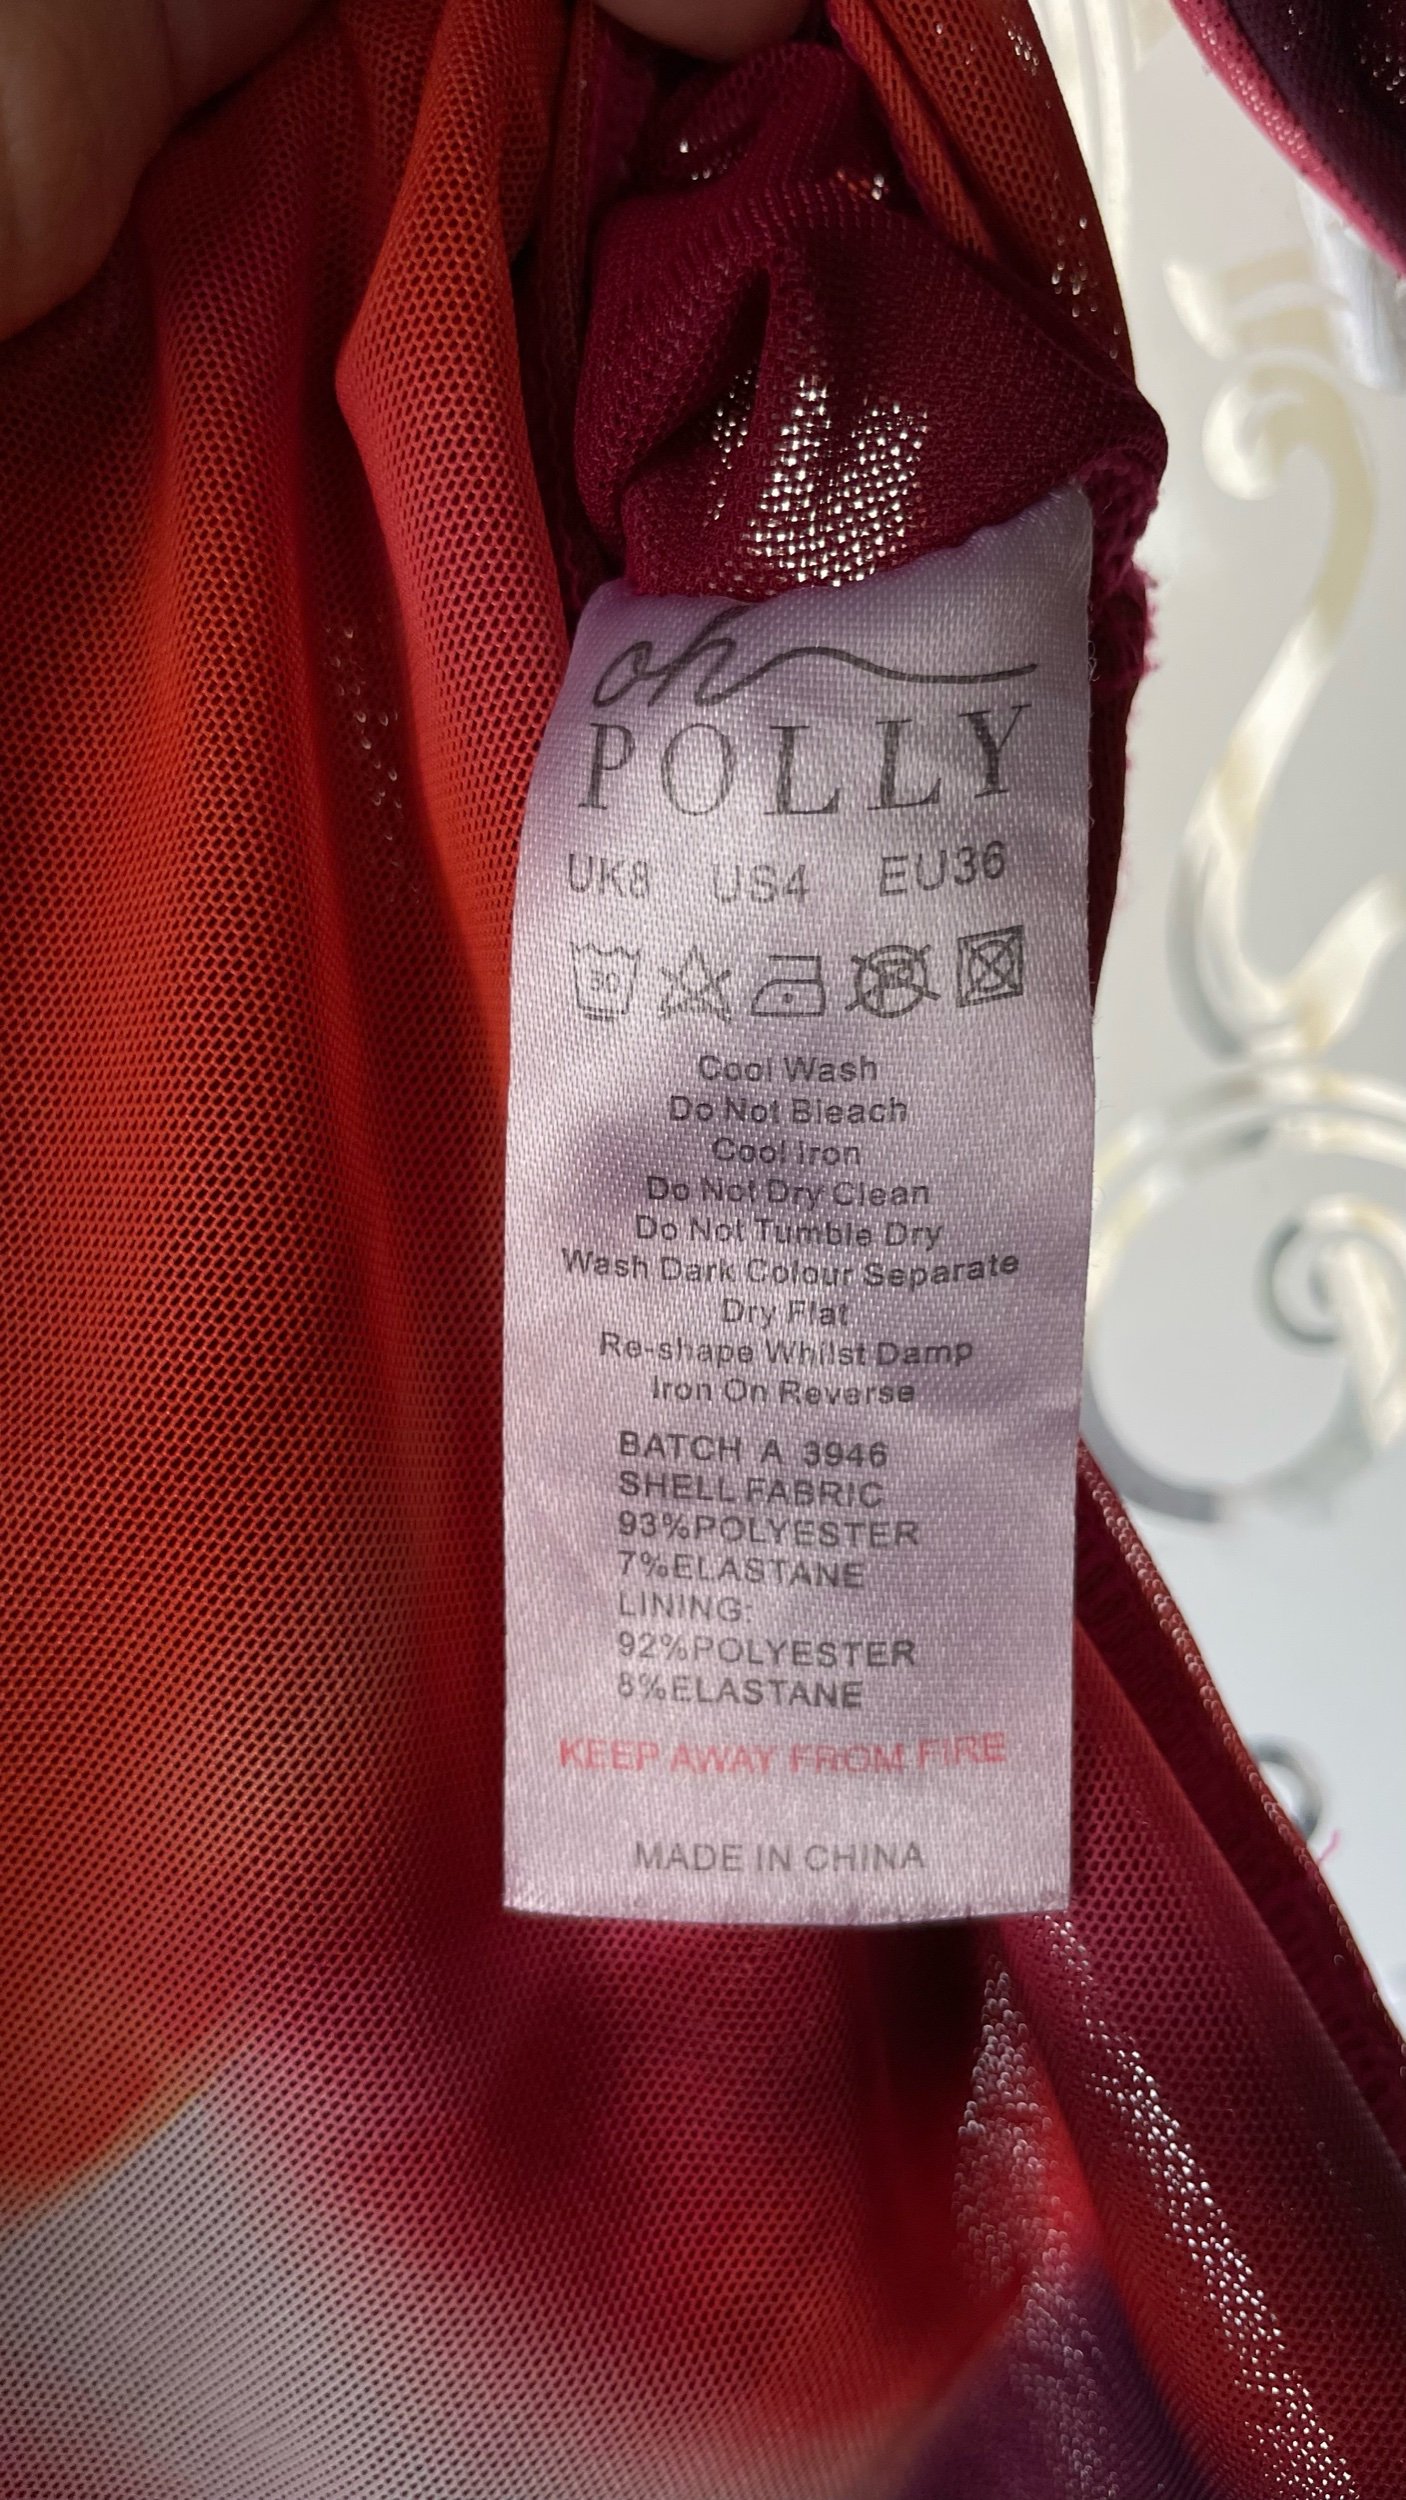 oh
POLLY
UK8 US4 EU36
30
Cool Wash
Do Not Bleach
Cool Iron
Do Not Dry Clean
Do Not Tumble Dry
Wash Dark Colour Separate
Dry Flat
Re-shape Whilst Damp
Iron On Reverse
BATCH A 3946
SHELL FABRIC
93%POLYESTER
7%ELASTANE
LINING:
92%POLYESTER
8%ELASTANE
KEEP AWAY FROM FIRE
MADE IN CHINA